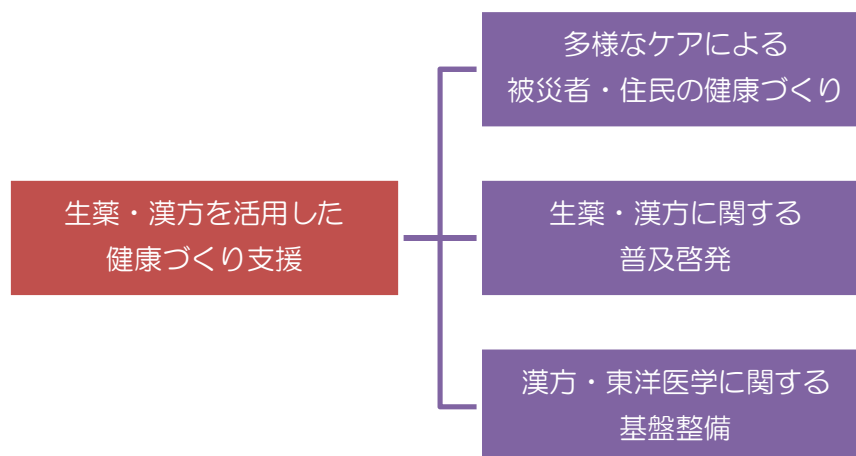 多様なケアによる
被災者・住民の健康づくり
生薬・漢方を活用した
健康づくり支援
生薬・漢方に関する
普及啓発
漢方・東洋医学に関する
基盤整備